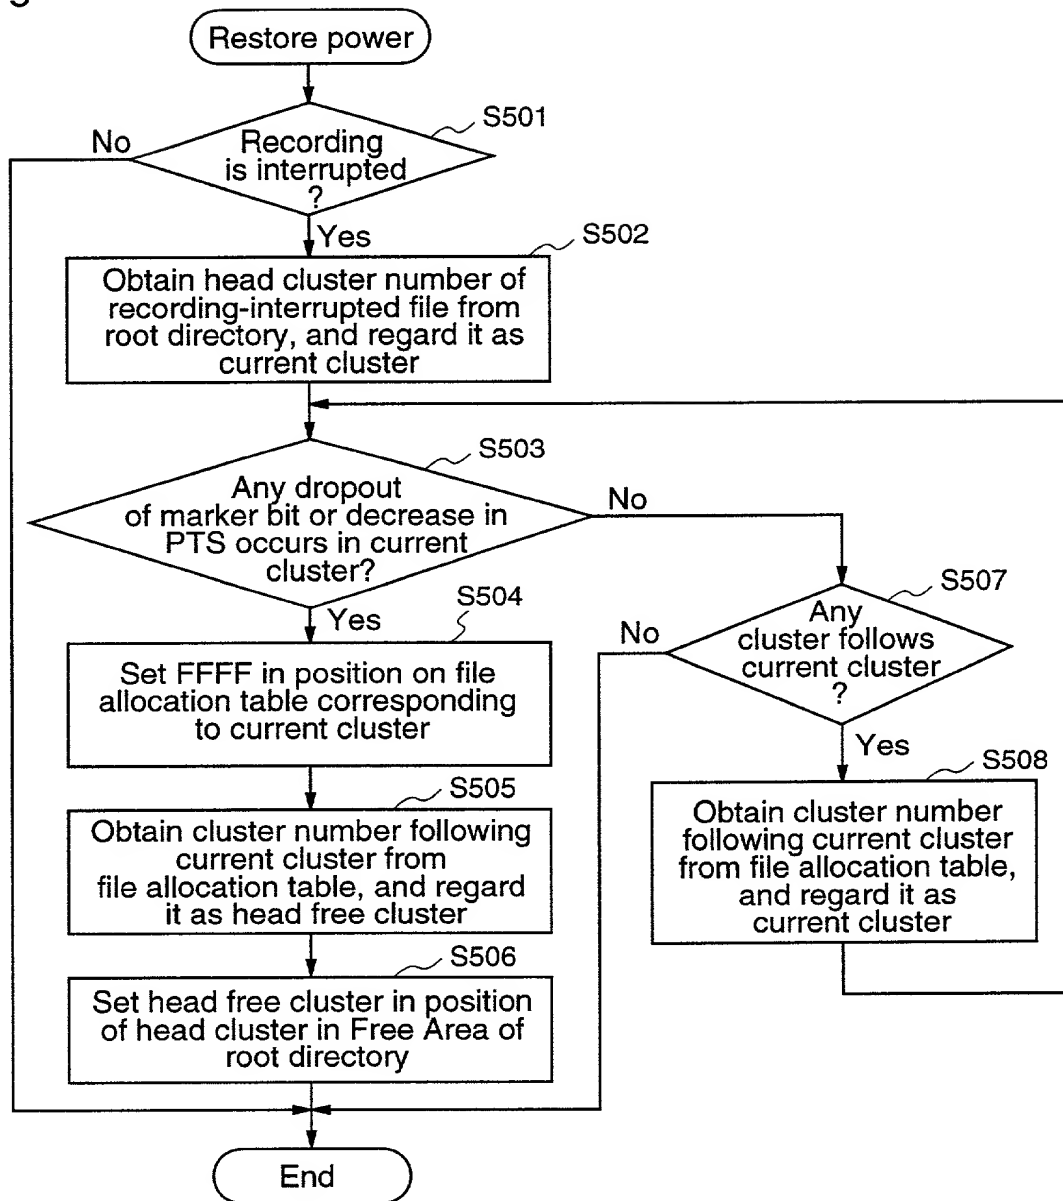 Restore power
S501
No
Recording
is interrupted
?
Yes
S502
Obtain head cluster number of
recording-interrupted file from
root directory, and regard it as
current cluster
S503
Any dropout
of marker bit or decrease in
PTS occurs in current
cluster?
No
Yes
S504
Set FFFF in position on file
allocation table corresponding
to current cluster
S507
Any
cluster follows
current cluster
?
No
Yes
S505
Obtain cluster number following
current cluster from
file allocation table, and regard
it as head free cluster
S508
Obtain cluster number
following current cluster
from file allocation table,
and regard it as
current cluster
S506
Set head free cluster in position
of head cluster in Free Area of
root directory
End